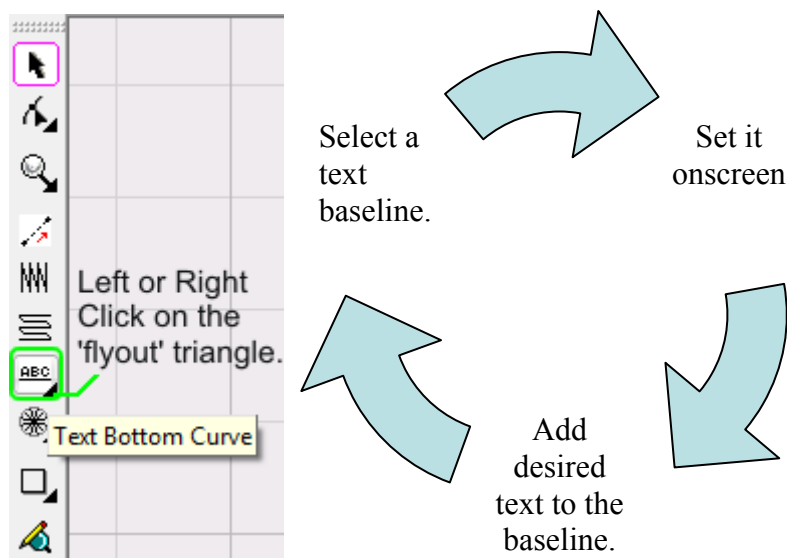 Left or Right
Click on the
'flyout' triangle.
ABC
Text Bottom Curve
Select a
text
baseline.
Set it
onscreen
Add
desired
text to the
baseline.